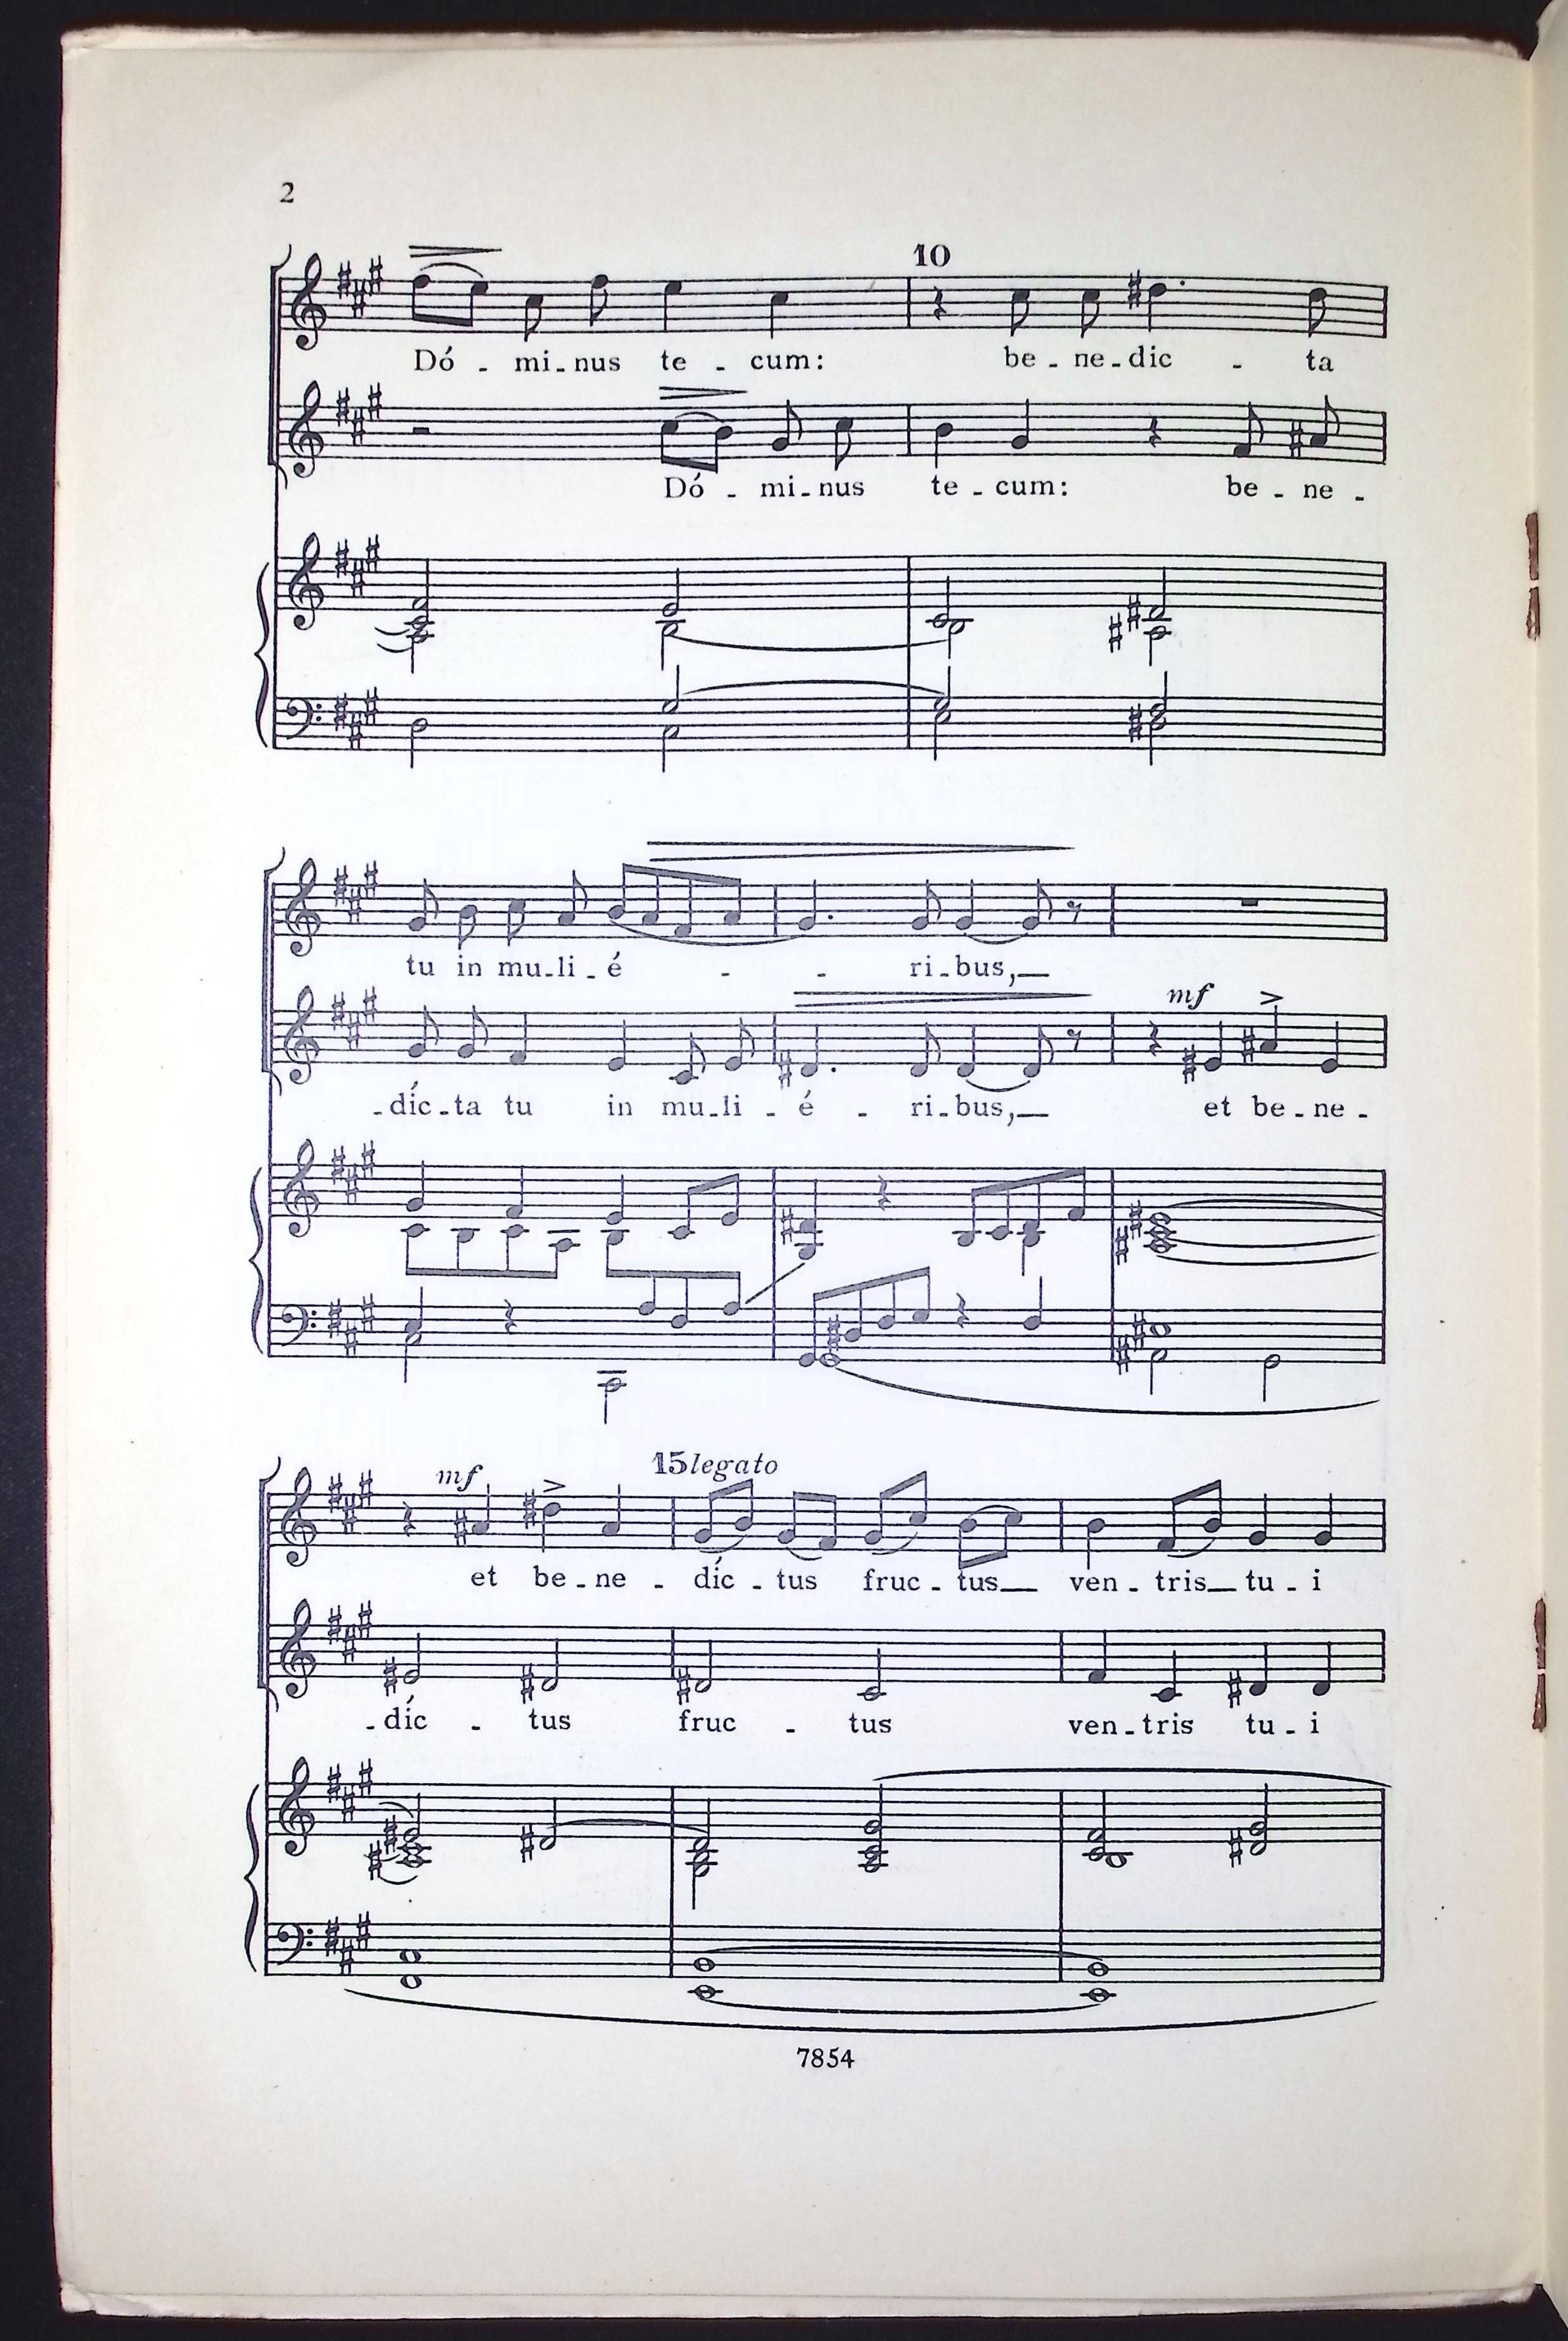 2
10
Dó - mi - nus te - cum: be - ne - dic - ta
Dó - mi - nus te - cum: be - ne -
tu in mu - li - é - - ri - bus,
mf
- díc - ta tu in mu - li - é - ri - bus, et be - ne -
mf 15 legato
et be - ne - díc - tus fruc - tus ven - tris tu - i
- díc - tus fruc - tus ven - tris tu - i
7854